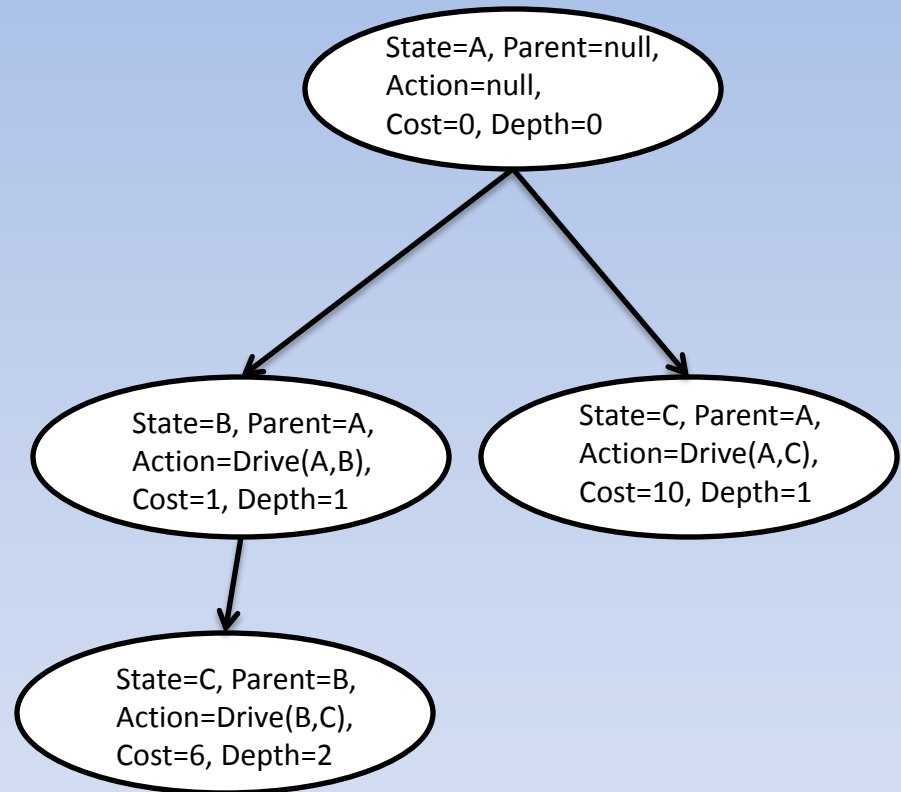 State=A, Parent=null,
Action=null,
Cost=0, Depth=0
State=B, Parent=A,
Action=Drive(A,B),
Cost=1, Depth=1
State=C, Parent=A,
Action=Drive(A,C),
Cost=10, Depth=1
State=C, Parent=B,
Action=Drive(B,C),
Cost=6, Depth=2